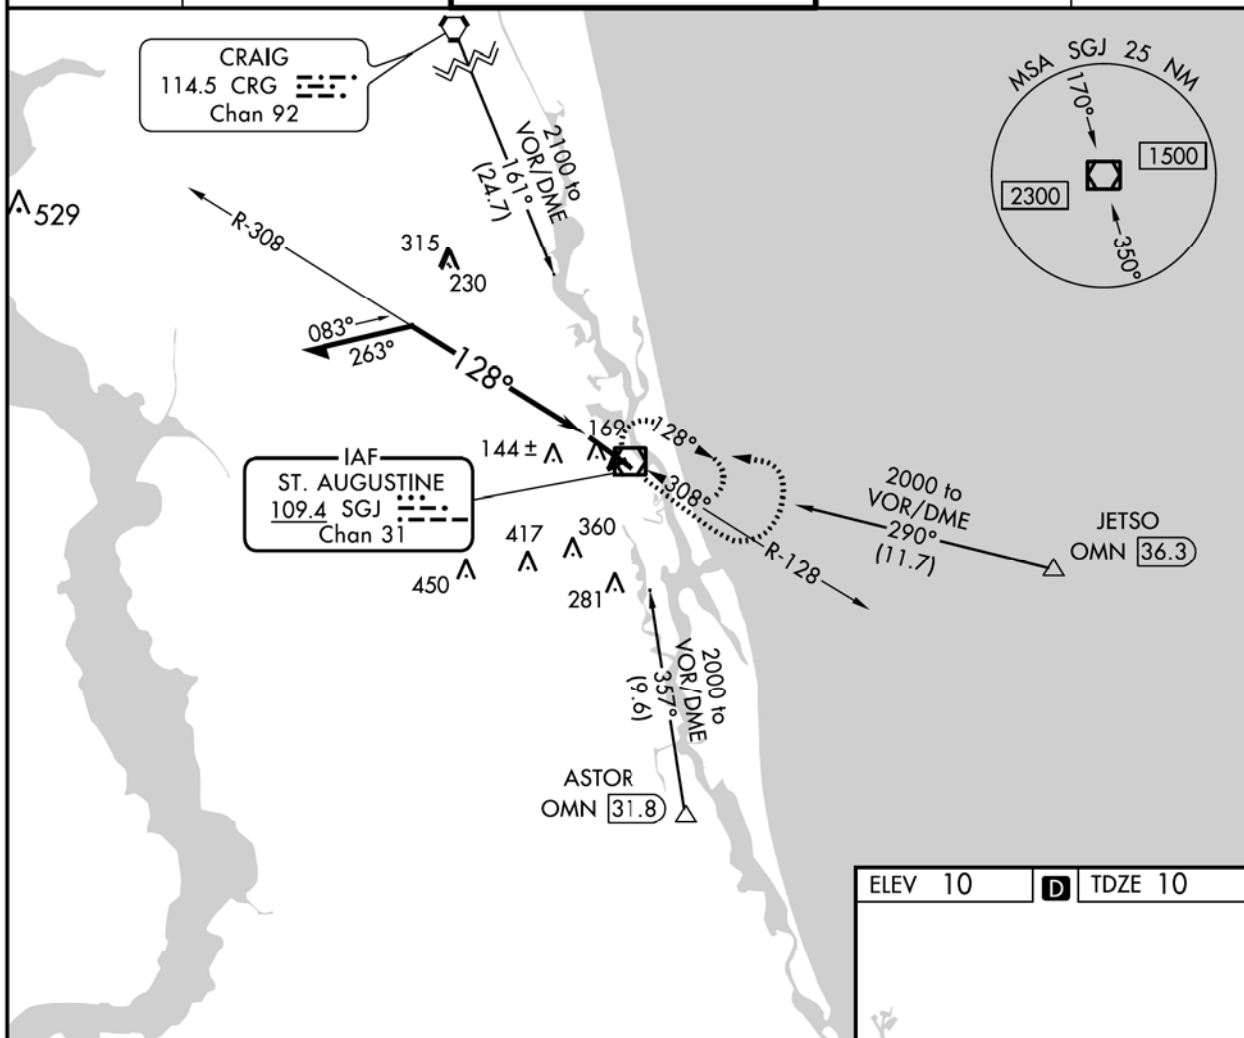 CRAIG
114.5 CRG
Chan 92
2100 to
VOR/DME
161°
(24.7)
MSA SGJ 25 NM
170°
1500
2300
350°
529
R-308
315
230
083°
263°
128°
169
144 ±
128°
308°
IAF
ST. AUGUSTINE
109.4 SGJ
Chan 31
2000 to
VOR/DME
290°
(11.7)
JETSO
OMN 36.3
R-128
417
360
450
281
2000 to
VOR/DME
357°
(9.6)
ASTOR
OMN 31.8
ELEV 10
D
TDZE 10